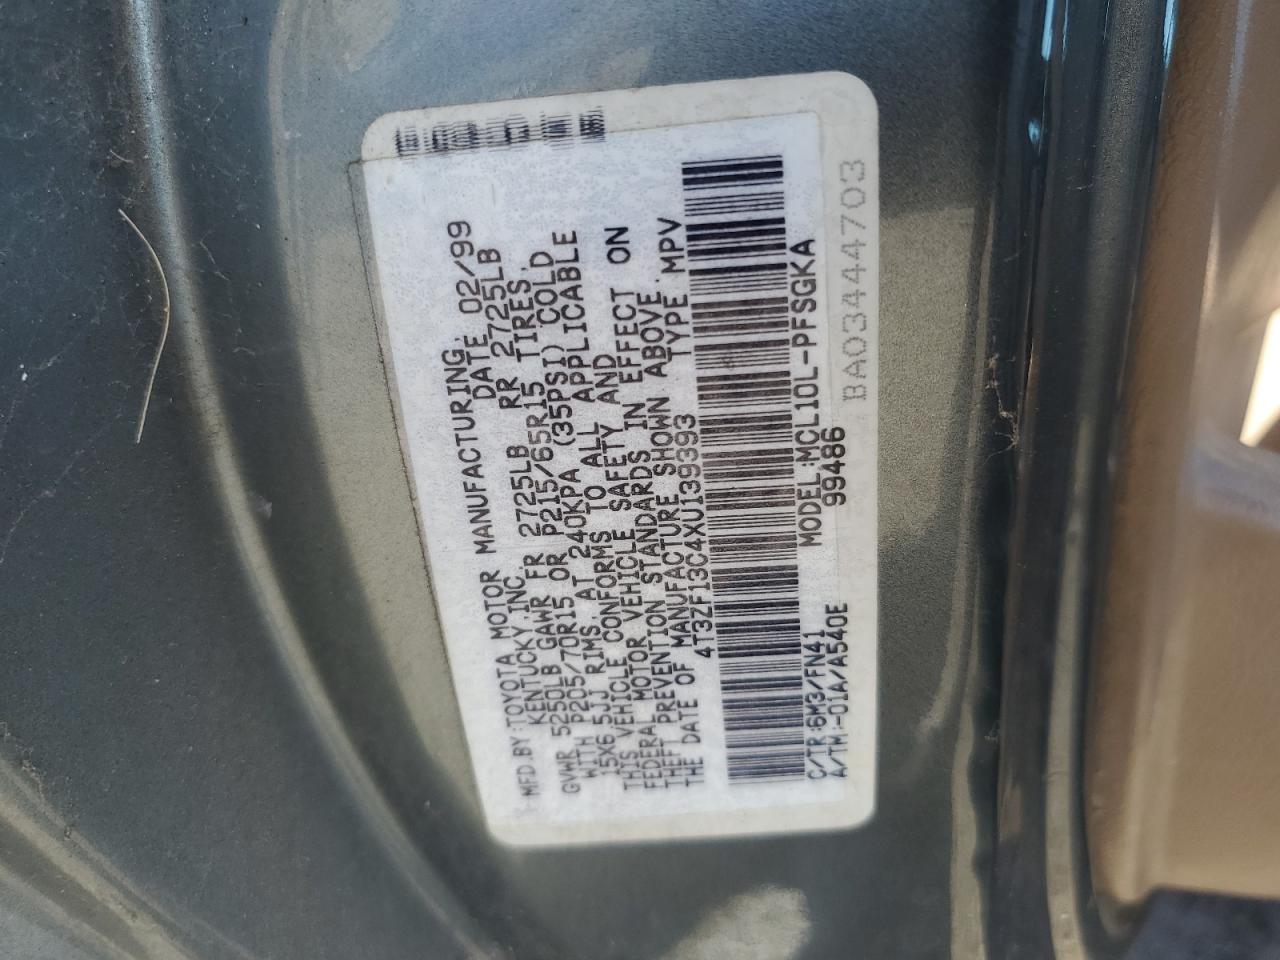 MFD.BY:TOYOTA MOTOR MANUFACTURING,
KENTUCKY,INC. DATE 02/99
GVWR 5250LB GAWR FR 2725LB RR 2725LB
WITH P205/70R15 OR P215/65R15 TIRES,
15X6.5JJ RIMS, AT 240KPA (35PSI) COLD
THIS VEHICLE CONFORMS TO ALL APPLICABLE
FEDERAL MOTOR VEHICLE SAFETY AND
THEFT PREVENTION STANDARDS IN EFFECT ON
THE DATE OF MANUFACTURE SHOWN ABOVE.
4T3ZF13C4XU139393 TYPE MPV
MODEL:MCL10L-PFSGKA
99486
C/TR:6M3/FN41
A/TM:-01A/A540E
BA03444703